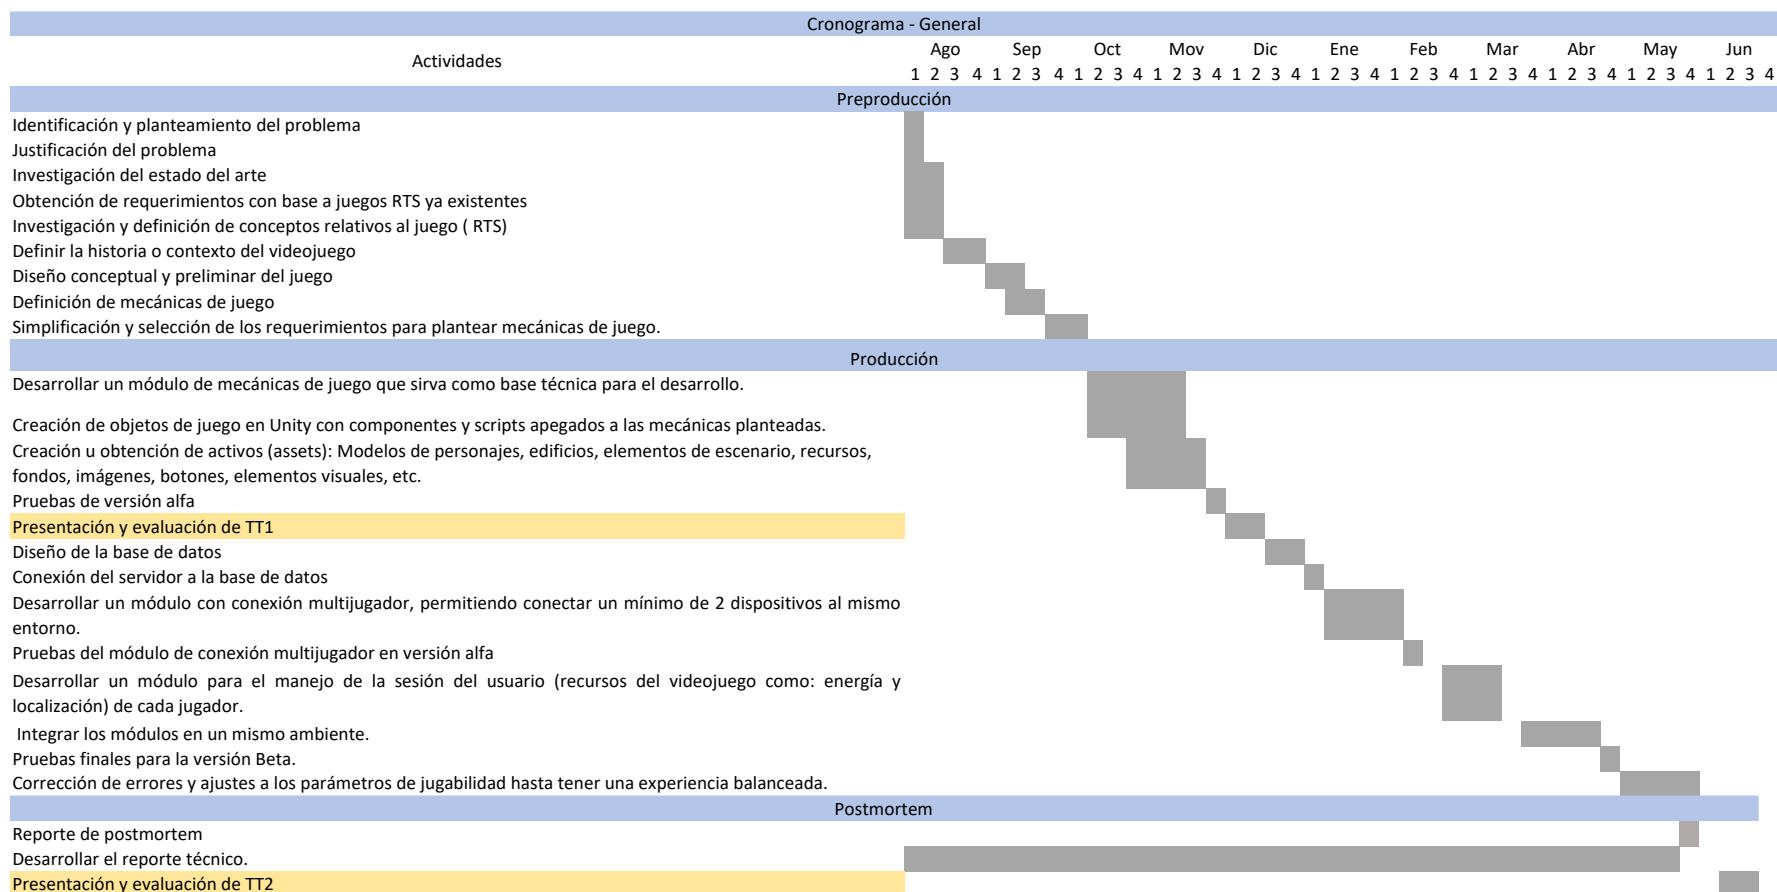 Cronograma - General
Actividades
Ago Sep Oct Mov Dic Ene Feb Mar Abr May Jun
1 2 3 4 1 2 3 4 1 2 3 4 1 2 3 4 1 2 3 4 1 2 3 4 1 2 3 4 1 2 3 4 1 2 3 4 1 2 3 4 1 2 3 4
Preproducción
Identificación y planteamiento del problema
Justificación del problema
Investigación del estado del arte
Obtención de requerimientos con base a juegos RTS ya existentes
Investigación y definición de conceptos relativos al juego ( RTS)
Definir la historia o contexto del videojuego
Diseño conceptual y preliminar del juego
Definición de mecánicas de juego
Simplificación y selección de los requerimientos para plantear mecánicas de juego.
Producción
Desarrollar un módulo de mecánicas de juego que sirva como base técnica para el desarrollo.
Creación de objetos de juego en Unity con componentes y scripts apegados a las mecánicas planteadas.
Creación u obtención de activos (assets): Modelos de personajes, edificios, elementos de escenario, recursos,
fondos, imágenes, botones, elementos visuales, etc.
Pruebas de versión alfa
Presentación y evaluación de TT1
Diseño de la base de datos
Conexión del servidor a la base de datos
Desarrollar un módulo con conexión multijugador, permitiendo conectar un mínimo de 2 dispositivos al mismo
entorno.
Pruebas del módulo de conexión multijugador en versión alfa
Desarrollar un módulo para el manejo de la sesión del usuario (recursos del videojuego como: energía y
localización) de cada jugador.
Integrar los módulos en un mismo ambiente.
Pruebas finales para la versión Beta.
Corrección de errores y ajustes a los parámetros de jugabilidad hasta tener una experiencia balanceada.
Postmortem
Reporte de postmortem
Desarrollar el reporte técnico.
Presentación y evaluación de TT2